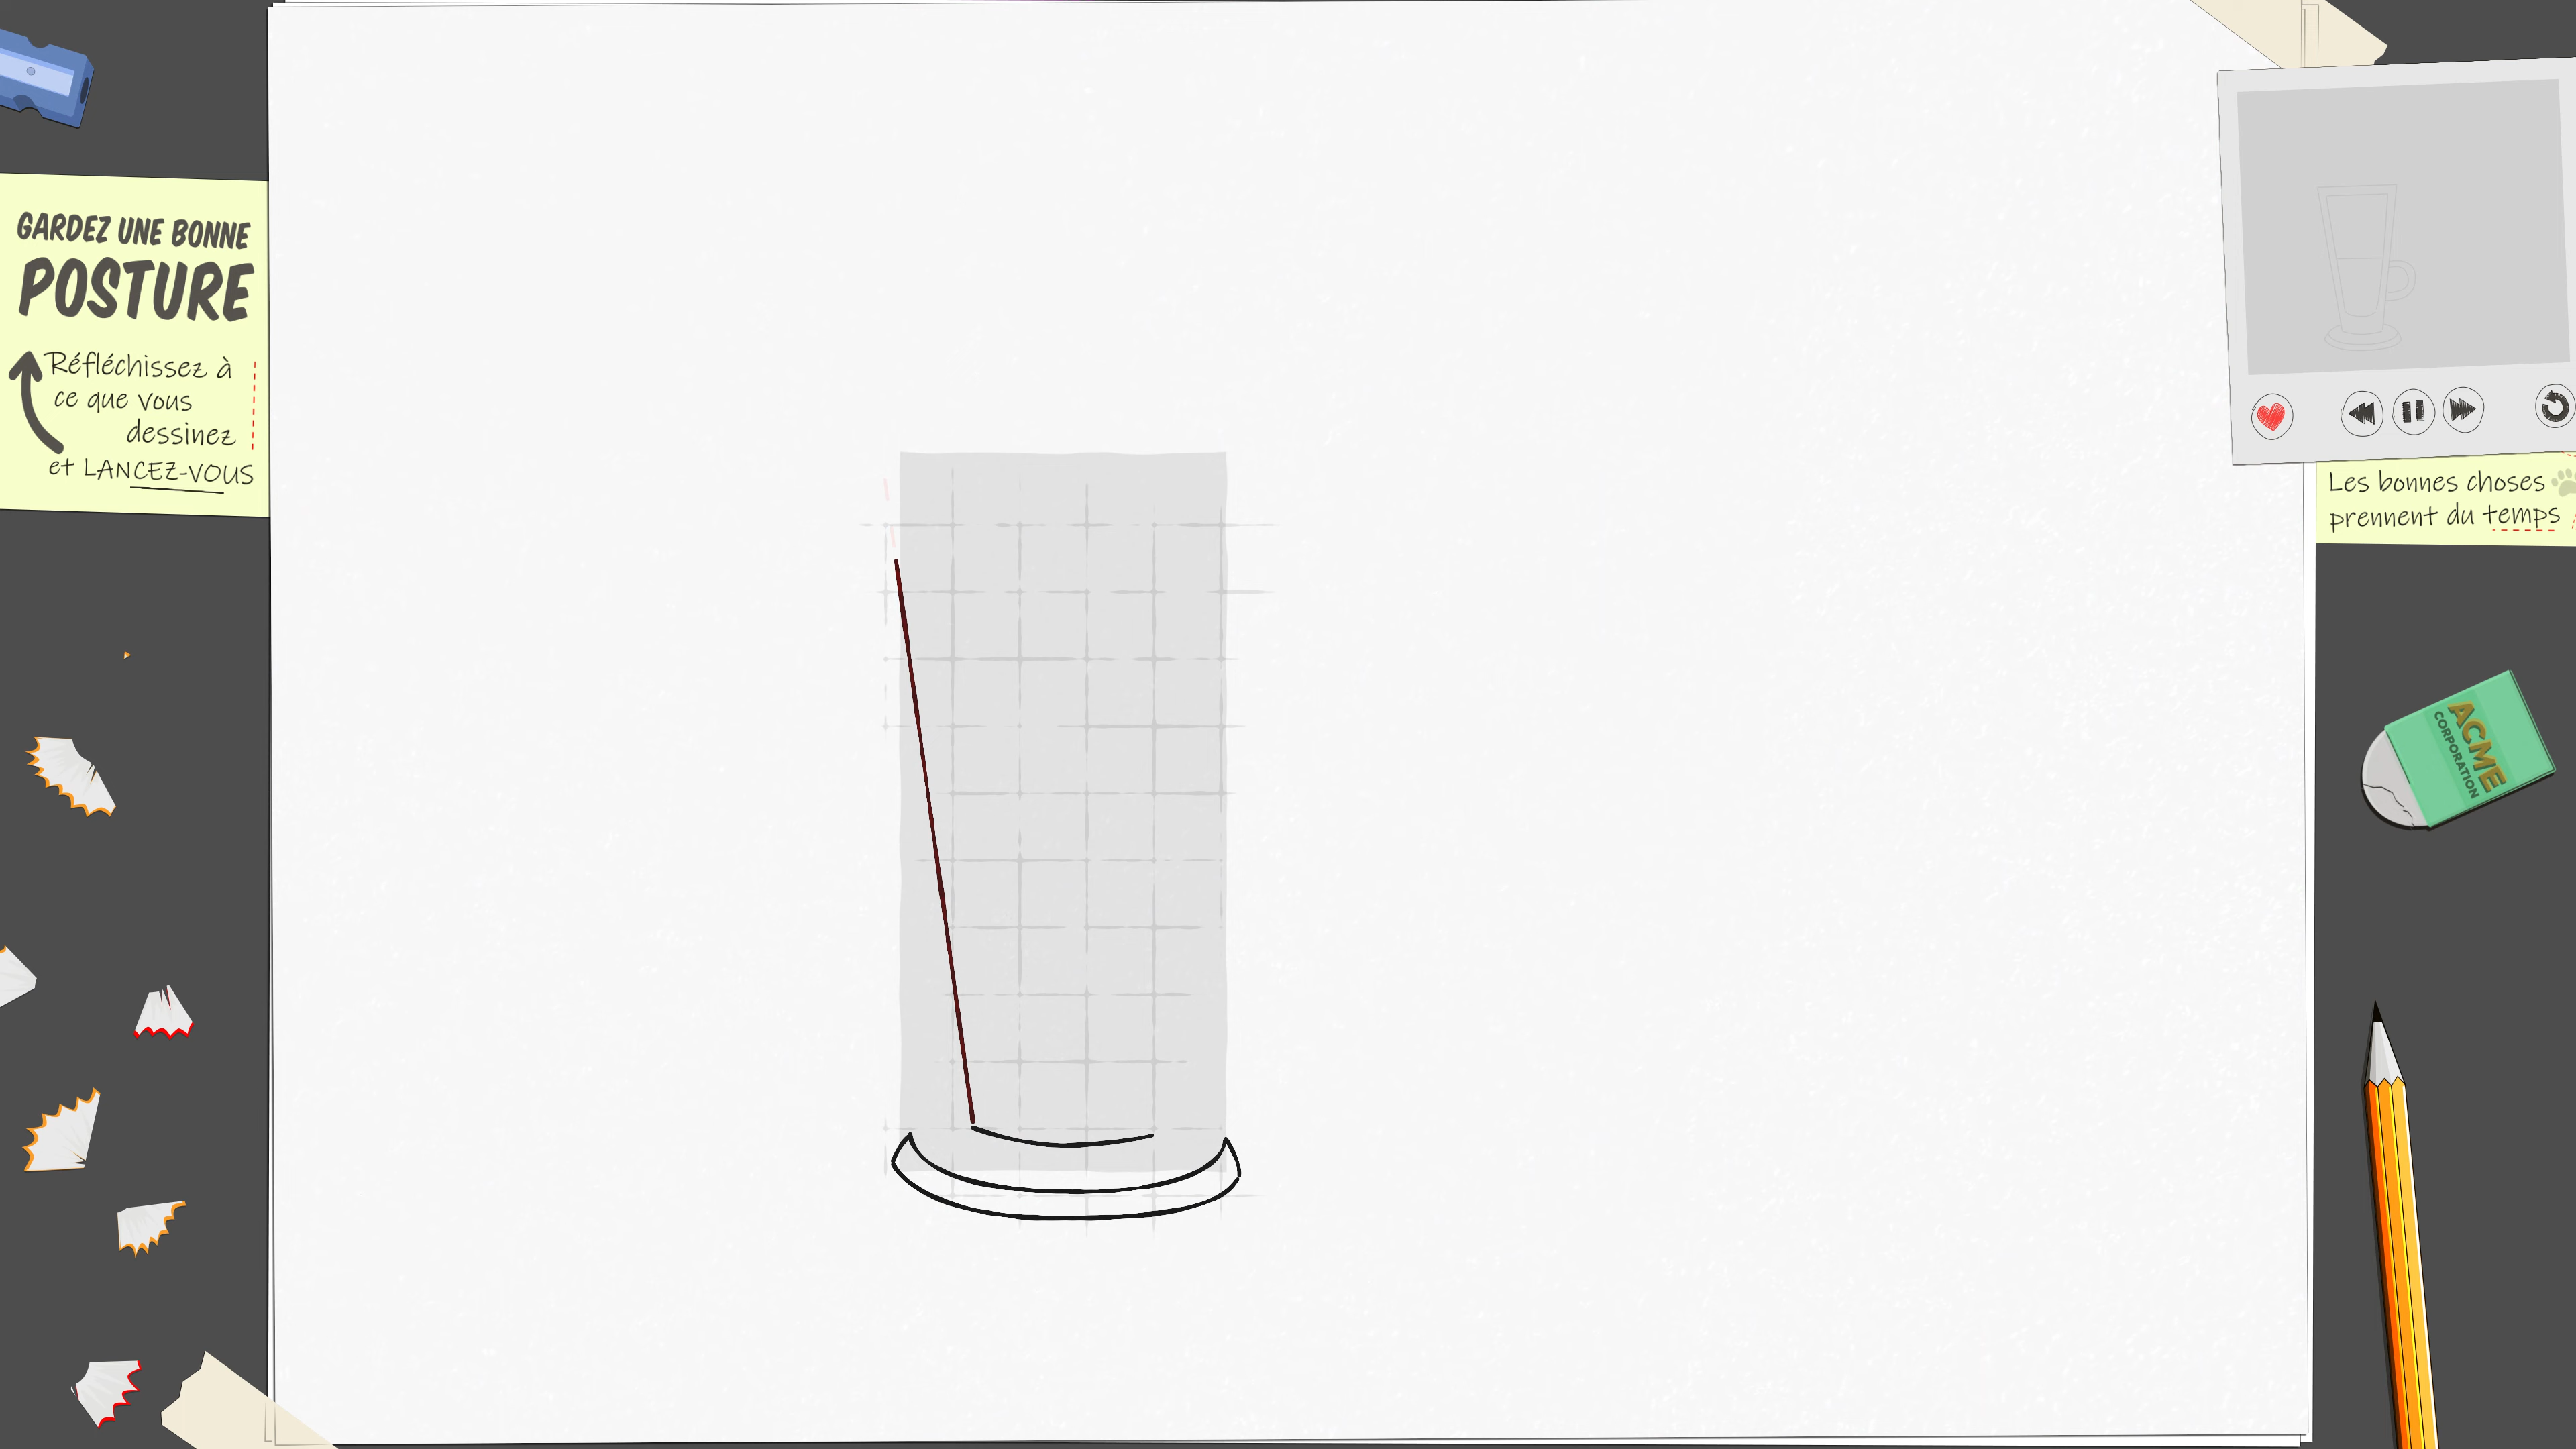 GARDEZ UNE BONNE
POSTURE
Réfléchissez à
ce que vous
dessinez
et LANCEZ-VOUS
Les bonnes choses
prennent du temps
ACME
CORPORATION